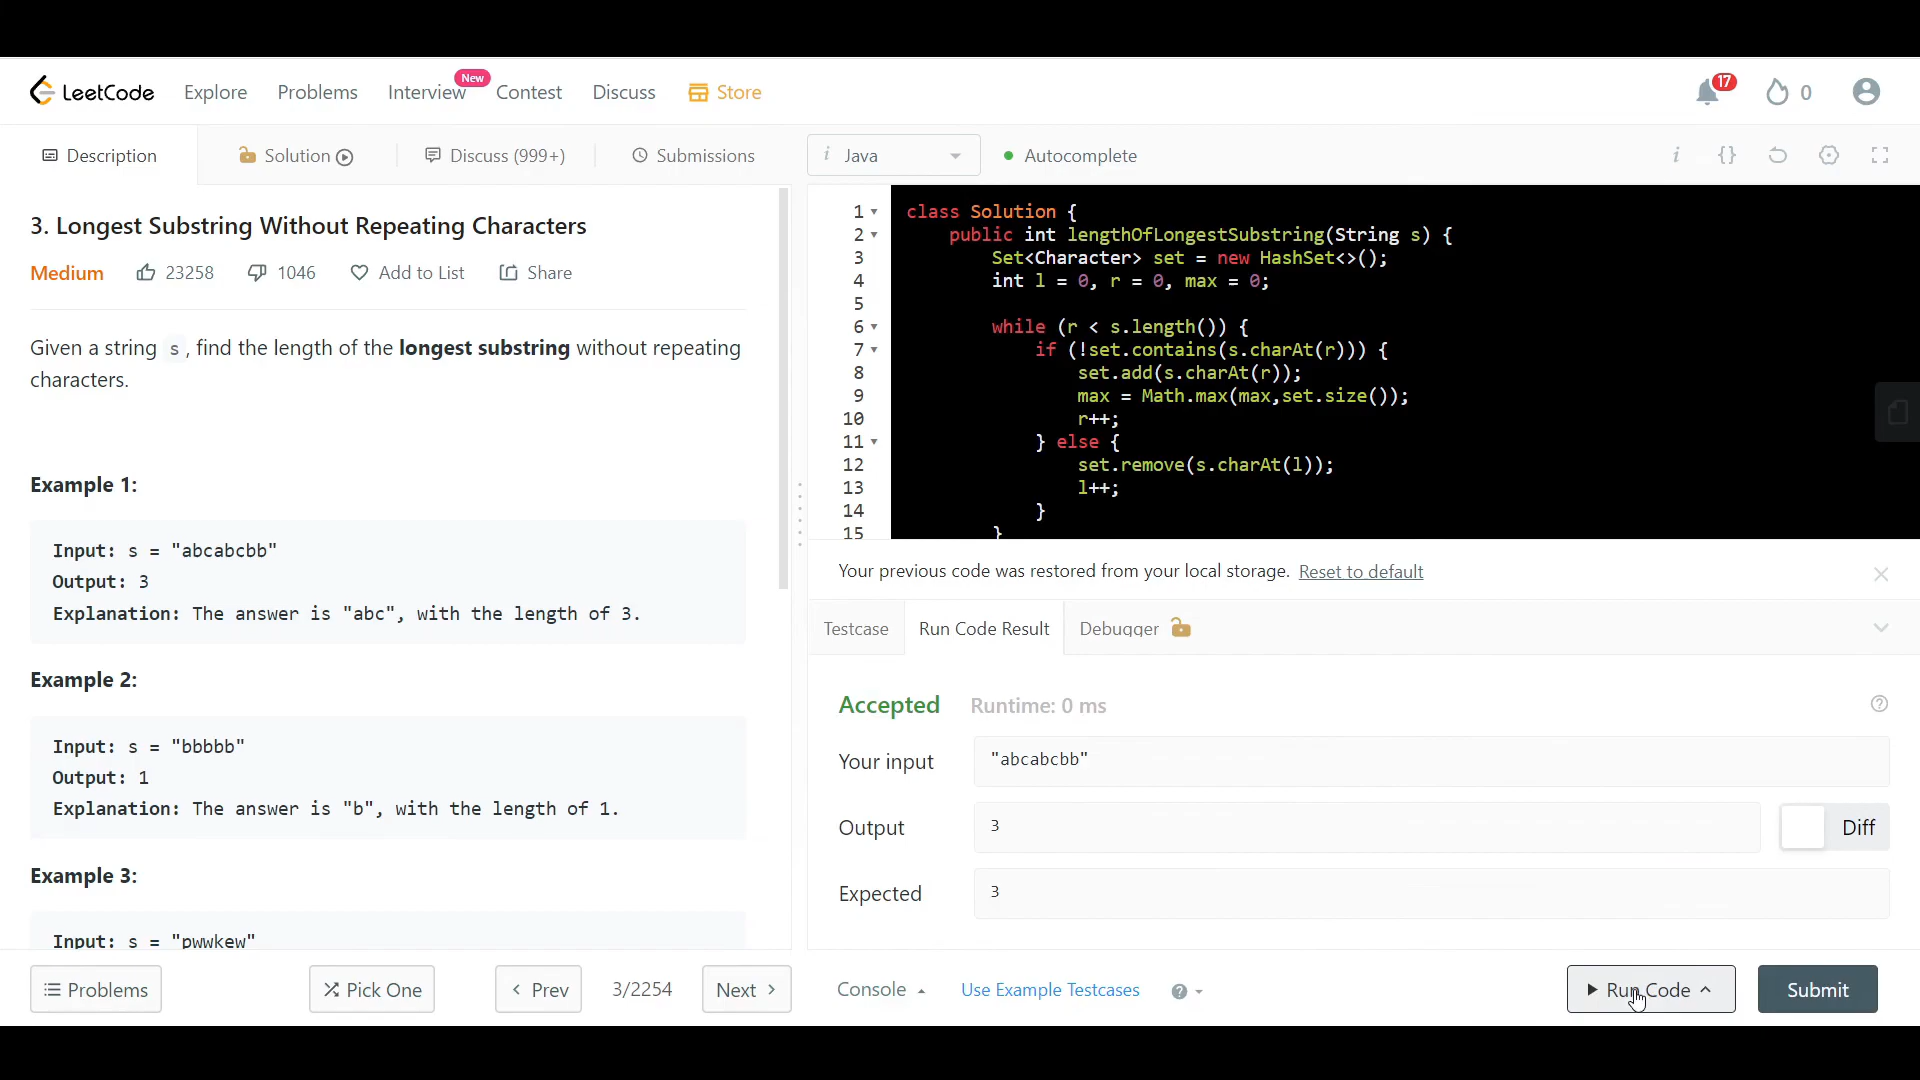 LeetCode
Explore
Problems
Interview
New
Contest
Discuss
Store
17
0
Description
Solution
Discuss (999+)
Submissions
3. Longest Substring Without Repeating Characters
Medium
23258
1046
Add to List
Share
Given a string s, find the length of the longest substring without repeating
characters.
Example 1:
Input: s = "abcabcbb"
Output: 3
Explanation: The answer is "abc", with the length of 3.
Example 2:
Input: s = "bbbbb"
Output: 1
Explanation: The answer is "b", with the length of 1.
Example 3:
Input: s = "pwwkew"
Problems
Pick One
Prev
3/2254
Next
i Java
Autocomplete
i
{}
1 class Solution {
2 public int lengthOfLongestSubstring(String s) {
3 Set<Character> set = new HashSet<>();
4 int l = 0, r = 0, max = 0;
5
6 while (r < s.length()) {
7 if (!set.contains(s.charAt(r))) {
8 set.add(s.charAt(r));
9 max = Math.max(max,set.size());
10 r++;
11 } else {
12 set.remove(s.charAt(l));
13 l++;
14 }
15 }
Your previous code was restored from your local storage. Reset to default
Testcase
Run Code Result
Debugger
Accepted Runtime: 0 ms
Your input "abcabcbb"
Output 3
Diff
Expected 3
Console
Use Example Testcases
Run Code
Submit